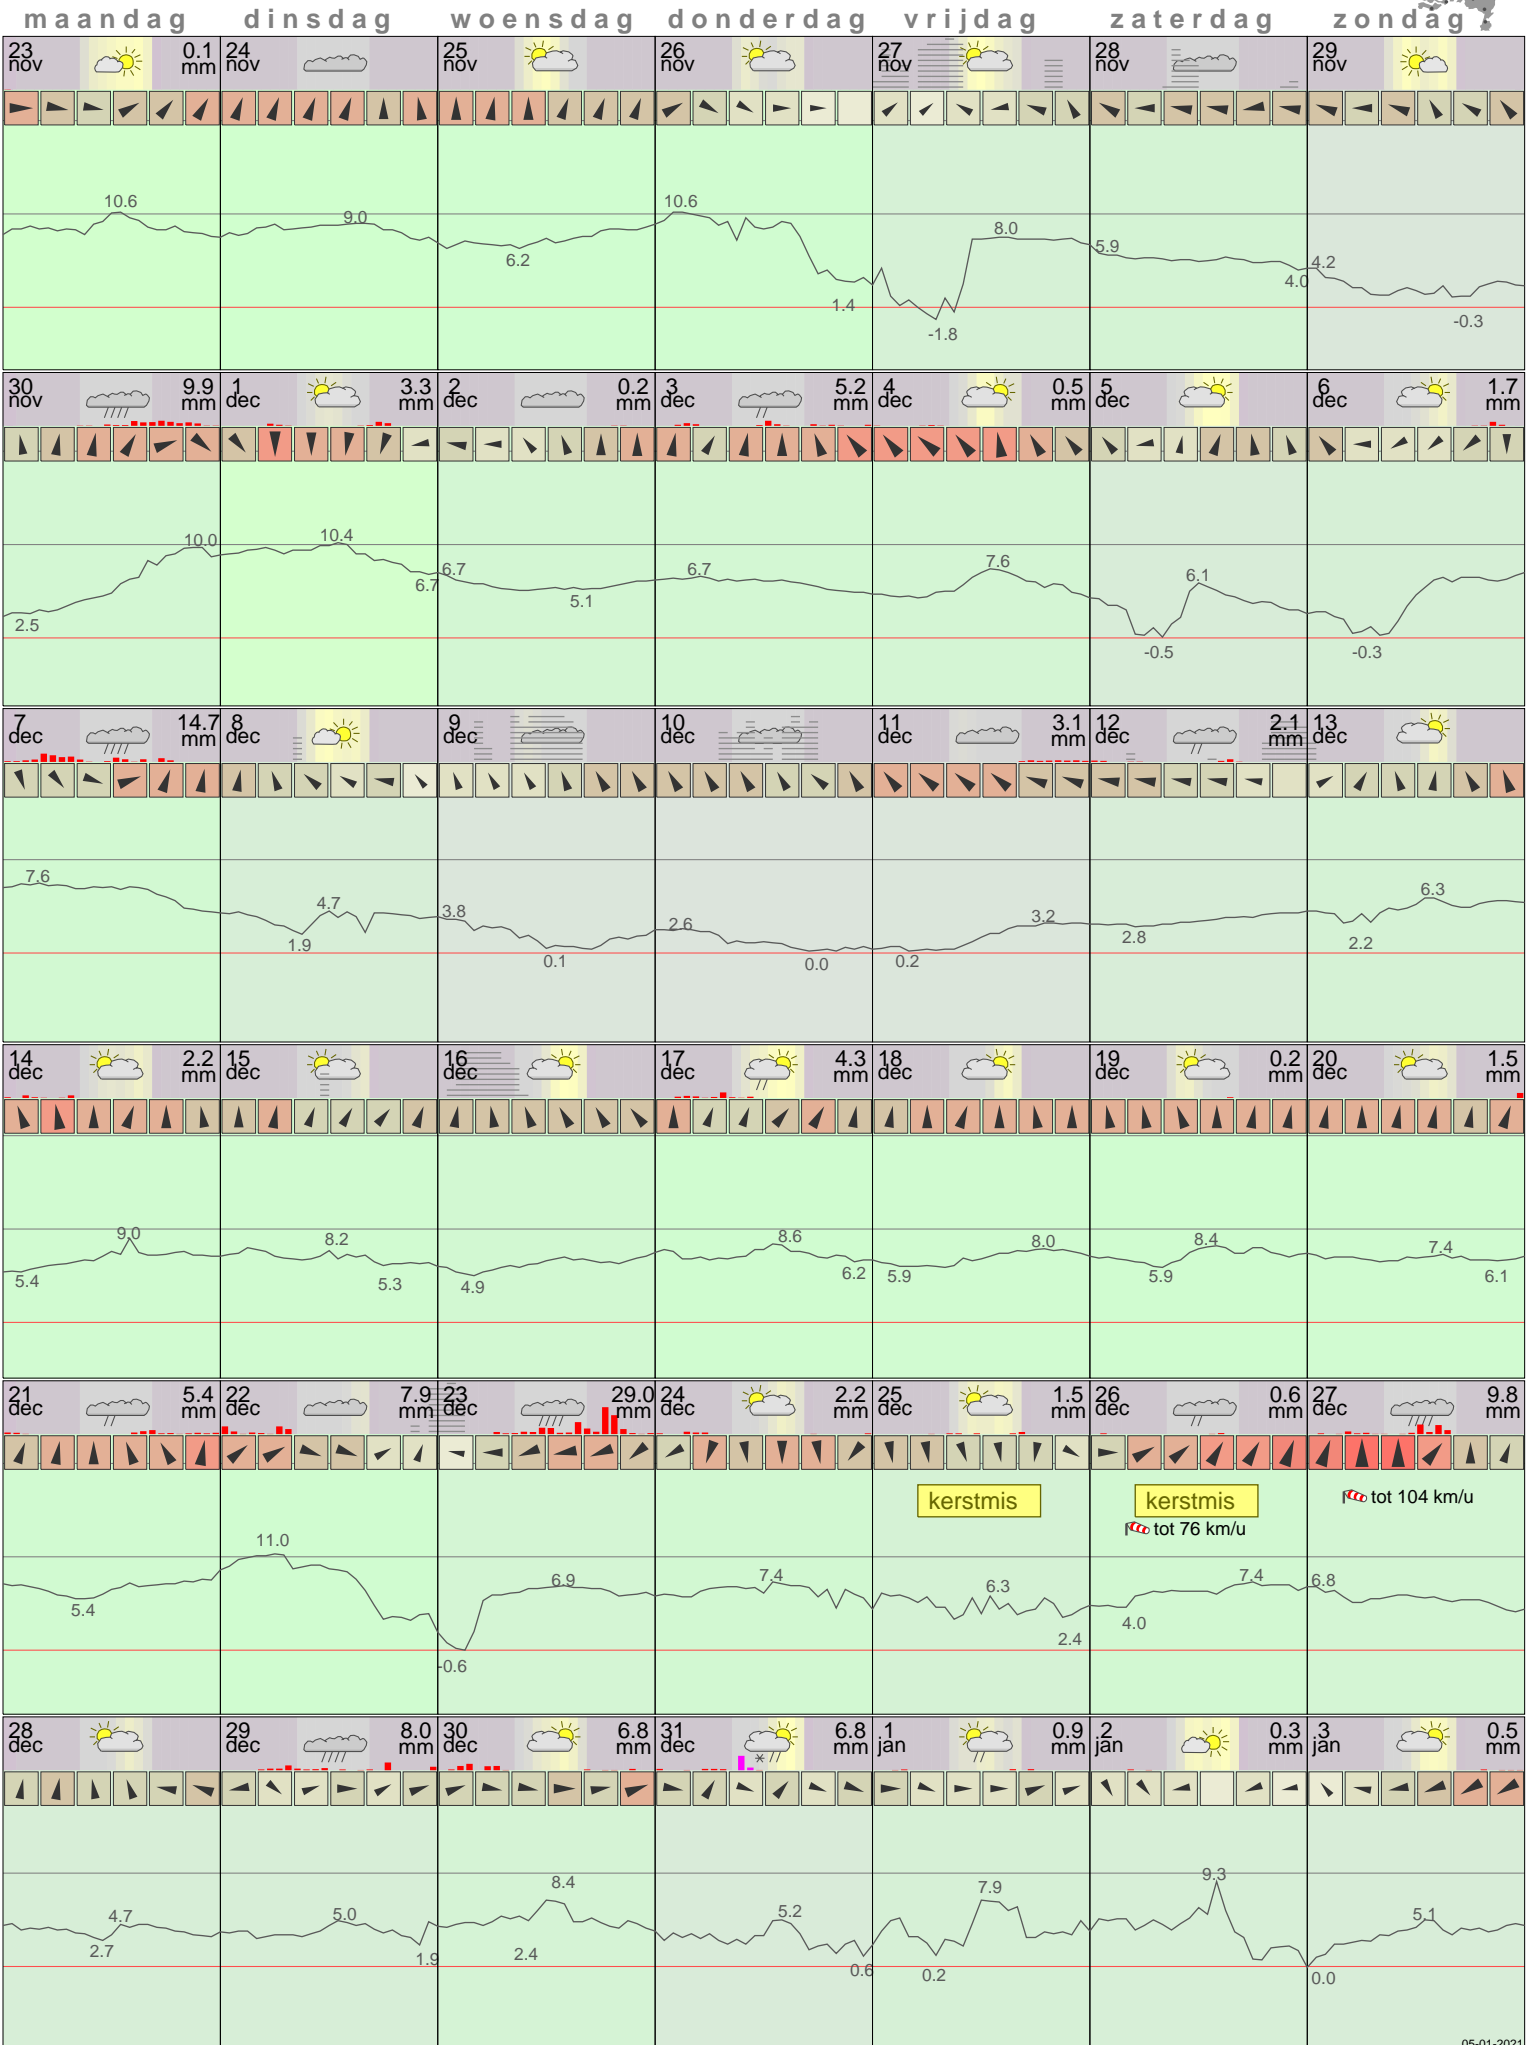 maandag dinsdag woensdag donderdag vrijdag zaterdag zondag
23 nov 0.1 mm 24 nov 25 nov 26 nov 27 nov 28 nov 29 nov
10.6 9.0 6.2 10.6 1.4 -1.8 8.0 5.9 4.0 4.2 -0.3
30 nov 9.9 mm 1 dec 3.3 mm 2 dec 0.2 mm 3 dec 5.2 mm 4 dec 0.5 mm 5 dec 6 dec 1.7 mm
2.5 10.0 10.4 6.7 6.7 5.1 6.7 7.6 -0.5 6.1 -0.3
7 dec 14.7 mm 8 dec 9 dec 10 dec 11 dec 3.1 mm 12 dec 2.1 mm 13 dec
7.6 1.9 4.7 3.8 0.1 2.6 0.0 0.2 3.2 2.8 2.2 6.3
14 dec 2.2 mm 15 dec 16 dec 17 dec 4.3 mm 18 dec 19 dec 0.2 mm 20 dec 1.5 mm
5.4 9.0 8.2 5.3 4.9 8.6 6.2 5.9 8.0 5.9 8.4 7.4 6.1
21 dec 5.4 mm 22 dec 7.9 mm 23 dec 29.0 mm 24 dec 2.2 mm 25 dec 1.5 mm 26 dec 0.6 mm 27 dec 9.8 mm
kerstmis kerstmis tot 104 km/u
tot 76 km/u
5.4 11.0 -0.6 6.9 7.4 6.3 2.4 4.0 7.4 6.8
28 dec 29 dec 8.0 mm 30 dec 6.8 mm 31 dec 6.8 mm 1 jan 0.9 mm 2 jan 0.3 mm 3 jan 0.5 mm
2.7 4.7 5.0 1.9 2.4 8.4 5.2 0.6 0.2 7.9 9.3 0.0 5.1
05-01-2021